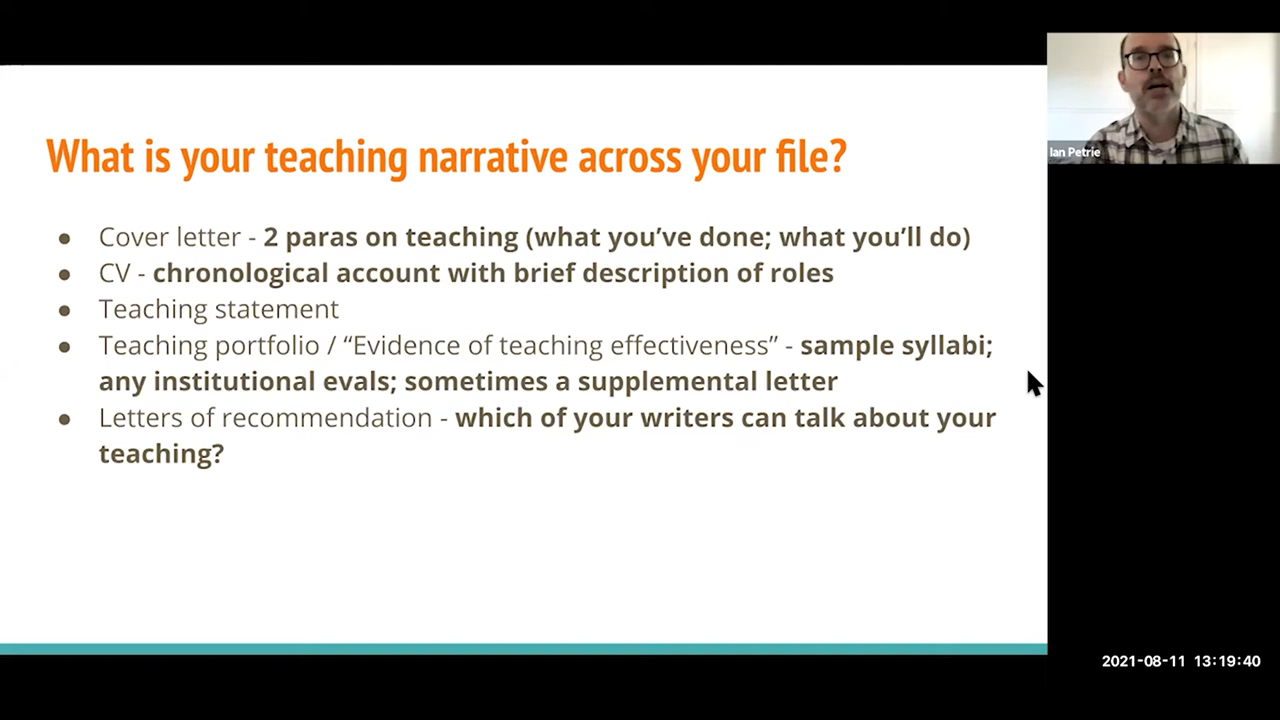 What is your teaching narrative across your file?
● Cover letter - 2 paras on teaching (what you’ve done; what you’ll do)
● CV - chronological account with brief description of roles
● Teaching statement
● Teaching portfolio / “Evidence of teaching effectiveness” - sample syllabi;
any institutional evals; sometimes a supplemental letter
● Letters of recommendation - which of your writers can talk about your
teaching?
Ian Petrie
2021-08-11 13:19:40